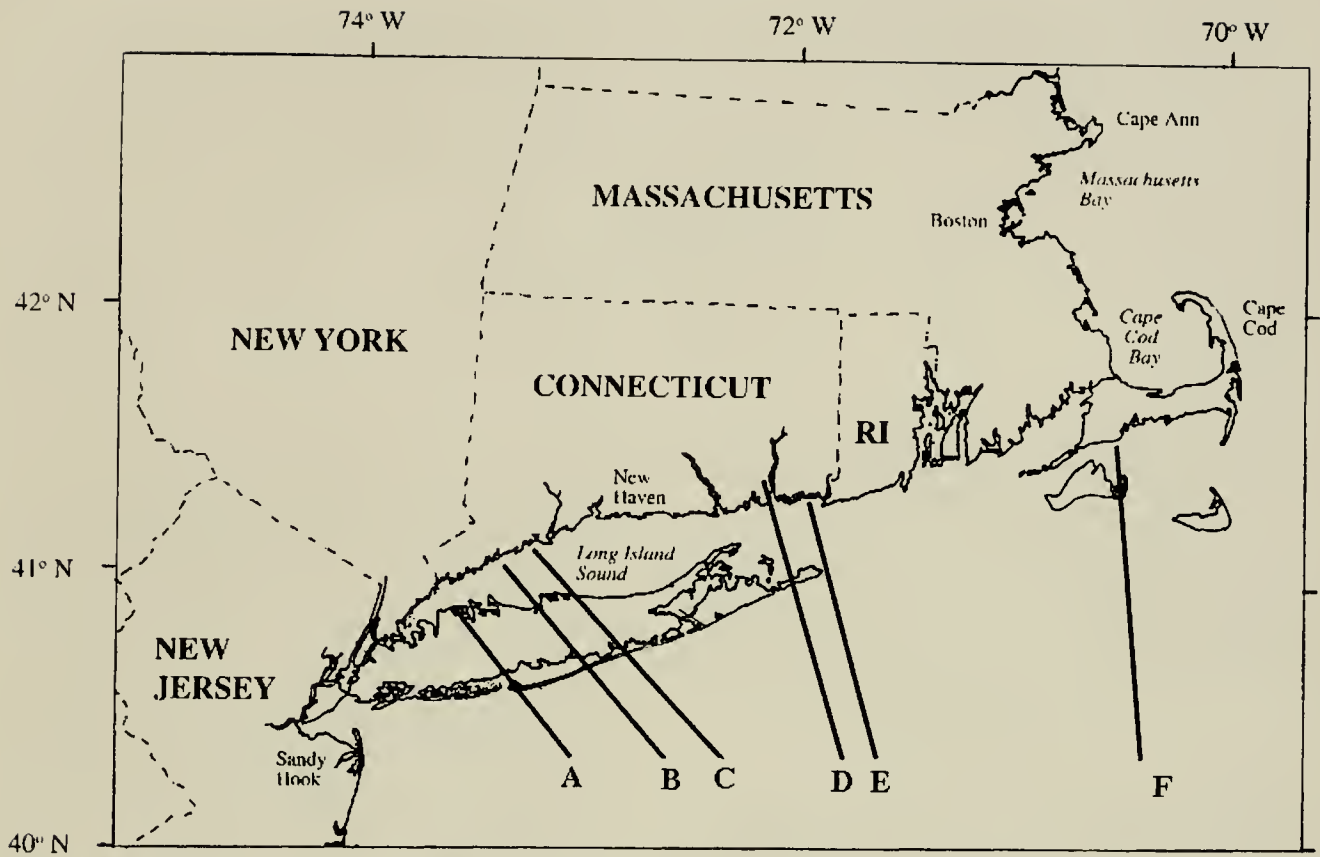 74° W
72° W
70° W
Cape Ann
MASSACHUSETTS
Massachusetts
Bay
Boston
42° N
Cape
Cod
NEW YORK
Cape
Cod
Bay
CONNECTICUT
RI
New
Haven
41° N
Long Island
Sound
NEW
JERSEY
Sandy
Hook
A
B
C
D
E
F
40° N